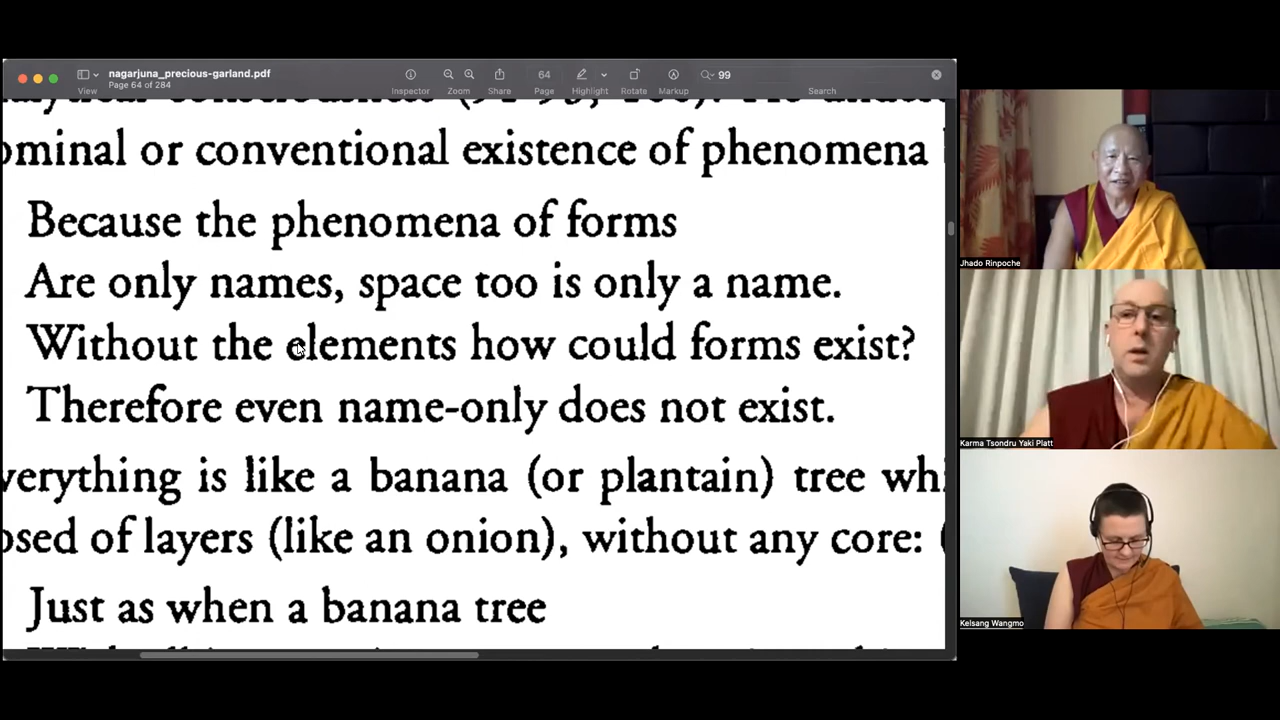 nagarjuna_precious-garland.pdf
Page 64 of 284
View
Inspector
Zoom
Share
64
Page
Highlight
Rotate
Markup
99
Search
ominal or conventional existence of phenomena
Because the phenomena of forms
Are only names, space too is only a name.
Without the elements how could forms exist?
Therefore even name-only does not exist.
verything is like a banana (or plantain) tree whi
osed of layers (like an onion), without any core: (
Just as when a banana tree
Jhado Rinpoche
Karma Tsondru Yaki Platt
Kelsang Wangmo